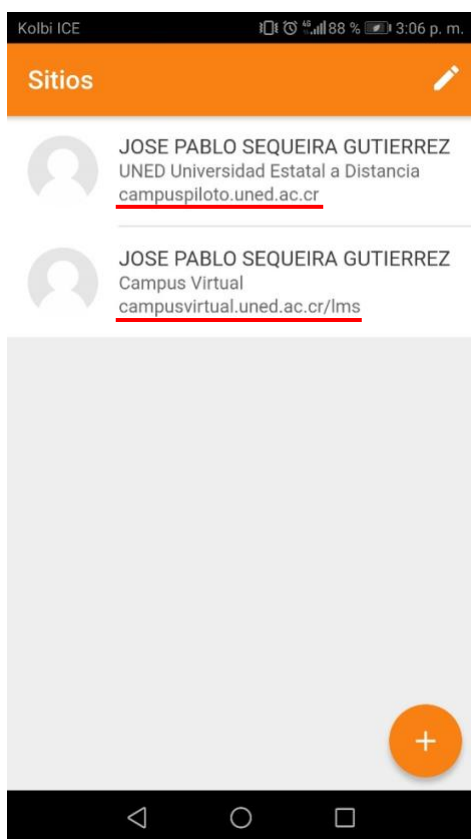 Kolbi ICE 4G 88 % 3:06 p. m.
Sitios
JOSE PABLO SEQUEIRA GUTIERREZ
UNED Universidad Estatal a Distancia
campuspiloto.uned.ac.cr
JOSE PABLO SEQUEIRA GUTIERREZ
Campus Virtual
campusvirtual.uned.ac.cr/lms
+